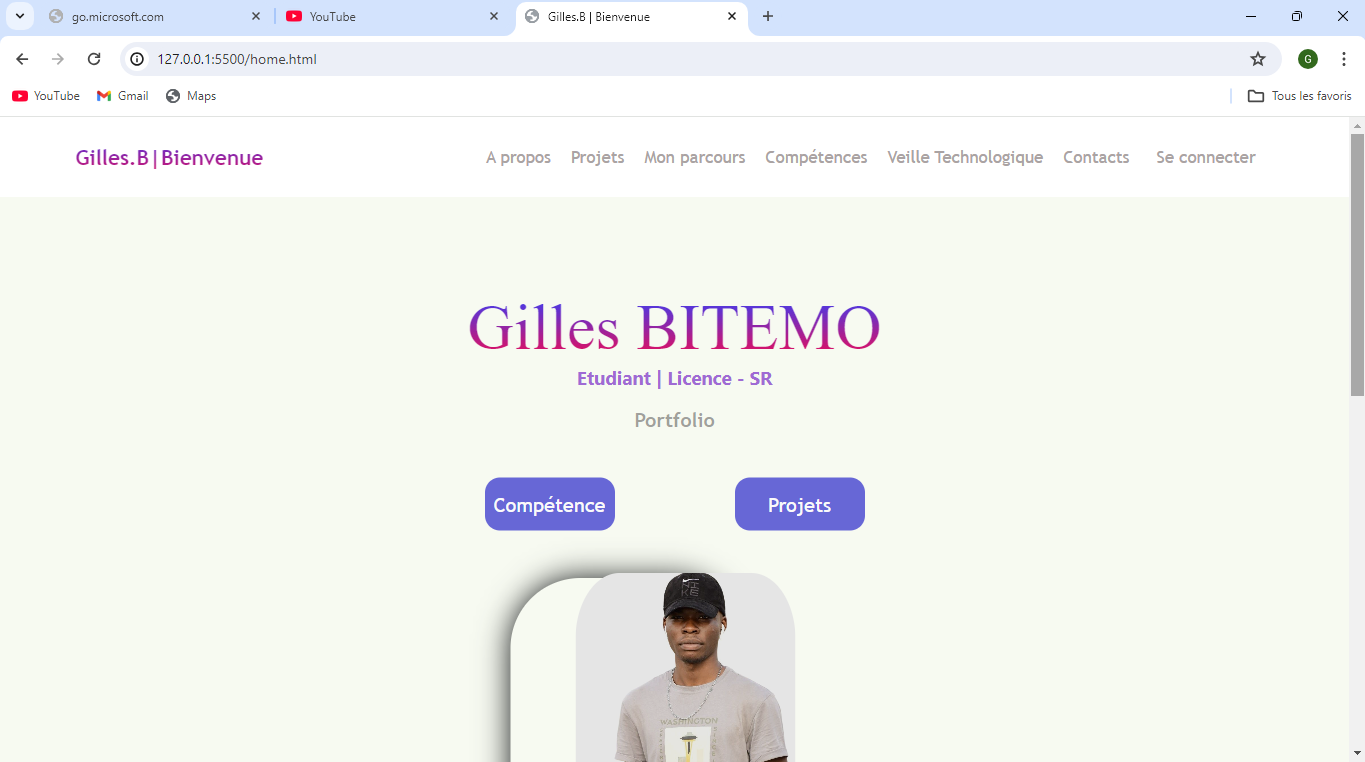 go.microsoft.com
YouTube
Gilles.B | Bienvenue
127.0.0.1:5500/home.html
G
YouTube
Gmail
Maps
Tous les favoris
Gilles.B|Bienvenue
A propos
Projets
Mon parcours
Compétences
Veille Technologique
Contacts
Se connecter
Gilles BITEMO
Etudiant | Licence - SR
Portfolio
Compétence
Projets
NIKE
WASHINGTON